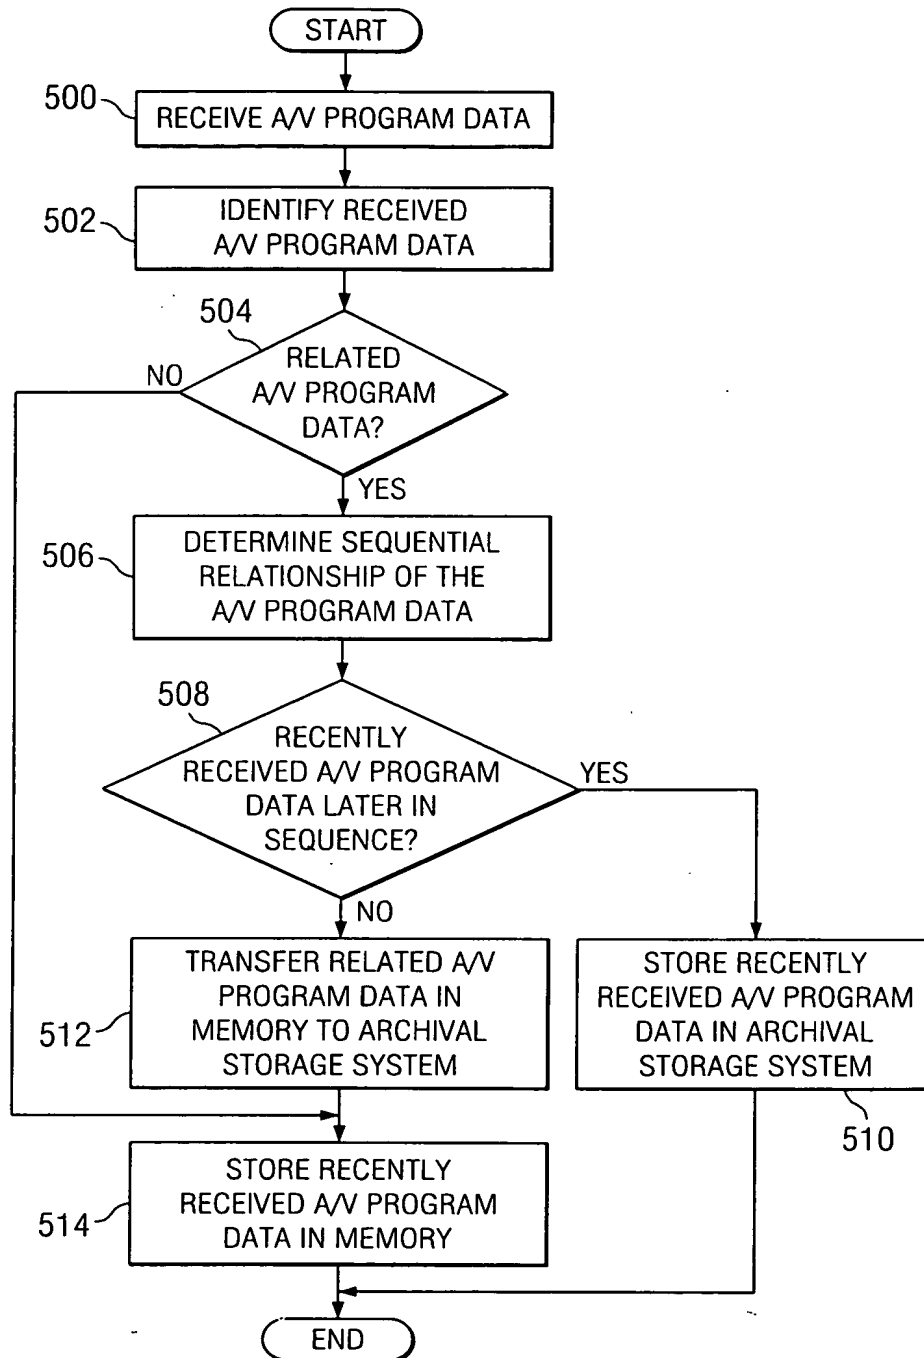 START
500
RECEIVE A/V PROGRAM DATA
502
IDENTIFY RECEIVED
A/V PROGRAM DATA
504
RELATED
A/V PROGRAM
DATA?
NO
YES
506
DETERMINE SEQUENTIAL
RELATIONSHIP OF THE
A/V PROGRAM DATA
508
RECENTLY
RECEIVED A/V PROGRAM
DATA LATER IN
SEQUENCE?
YES
NO
512
TRANSFER RELATED A/V
PROGRAM DATA IN
MEMORY TO ARCHIVAL
STORAGE SYSTEM
STORE RECENTLY
RECEIVED A/V PROGRAM
DATA IN ARCHIVAL
STORAGE SYSTEM
510
514
STORE RECENTLY
RECEIVED A/V PROGRAM
DATA IN MEMORY
END